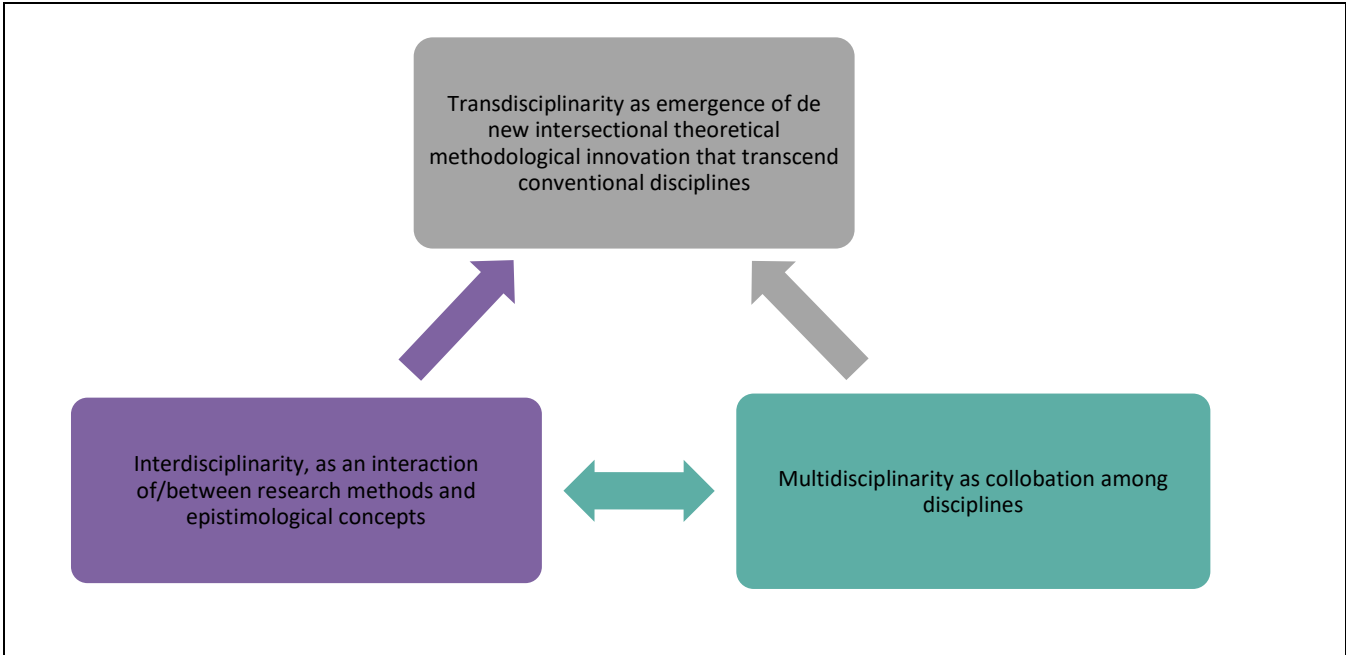 Transdisciplinarity as emergence of de
new intersectional theoretical
methodological innovation that transcend
conventional disciplines
Interdisciplinarity, as an interaction
of/between research methods and
epistimological concepts
Multidisciplinarity as collobation among
disciplines